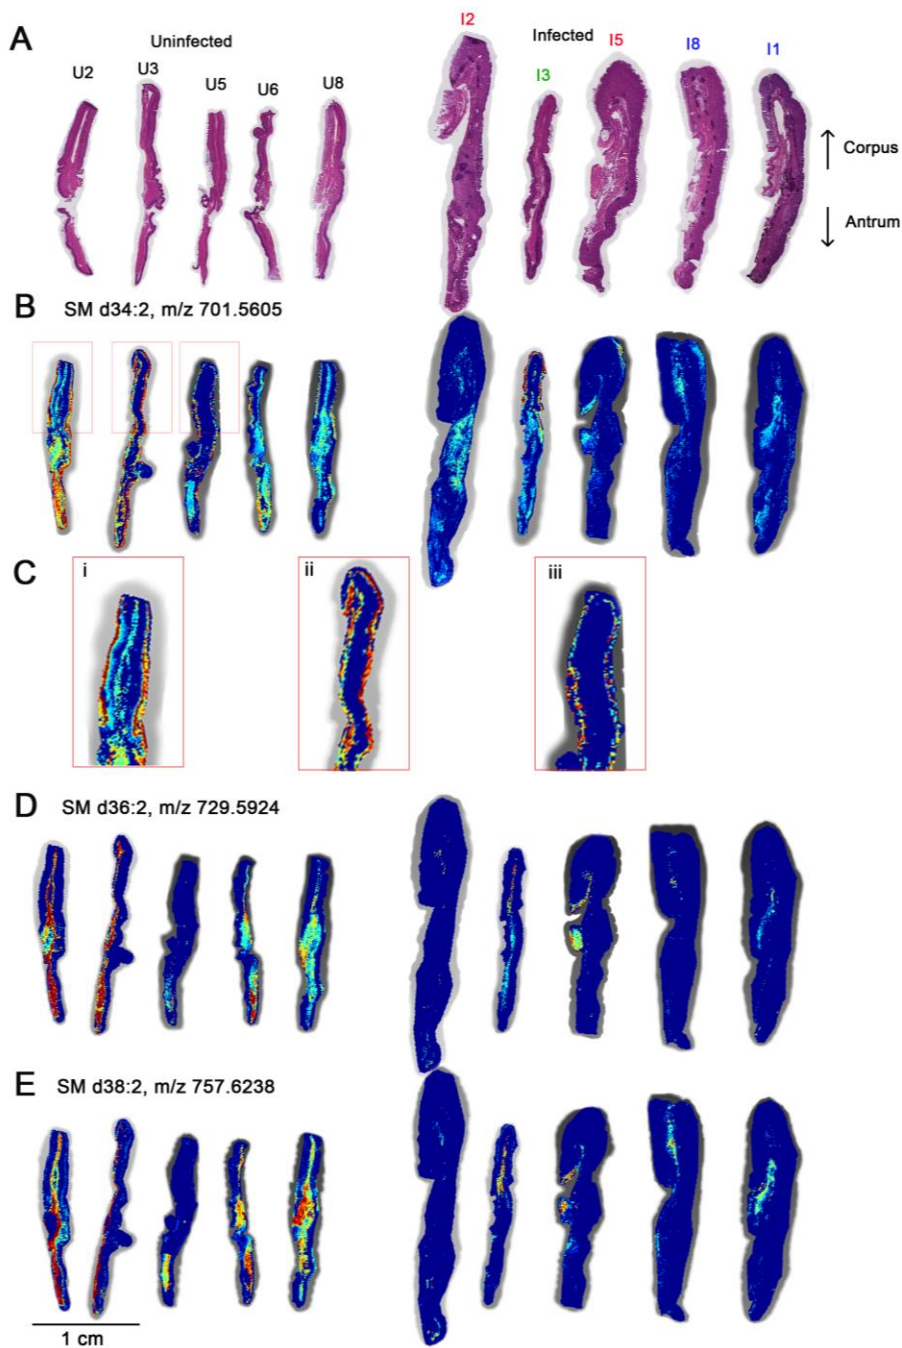 A
Uninfected
U2 U3 U5 U6 U8
I2
Infected
I3 I5 I8 I1
Corpus
Antrum
B SM d34:2, m/z 701.5605
C
i ii iii
D SM d36:2, m/z 729.5924
E SM d38:2, m/z 757.6238
1 cm